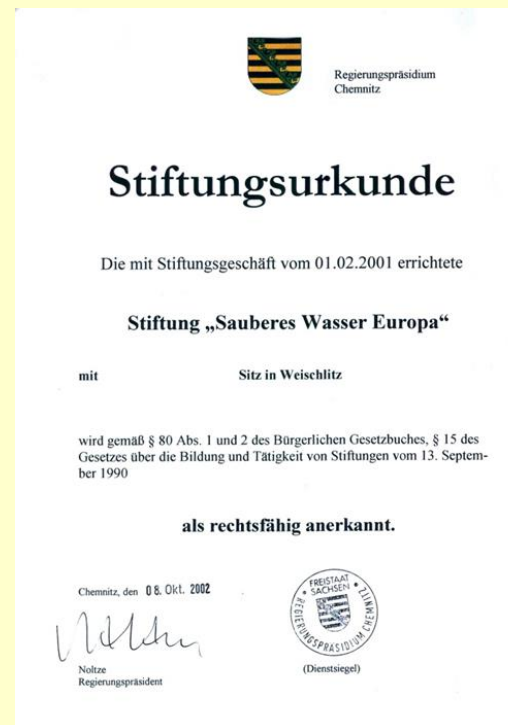 Regierungspräsidium
Chemnitz
Stiftungsurkunde
Die mit Stiftungsgeschäft vom 01.02.2001 errichtete
Stiftung „Sauberes Wasser Europa“
mit Sitz in Weischlitz
wird gemäß § 80 Abs. 1 und 2 des Bürgerlichen Gesetzbuches, § 15 des
Gesetzes über die Bildung und Tätigkeit von Stiftungen vom 13. Septem-
ber 1990
als rechtsfähig anerkannt.
Chemnitz, den 08. Okt. 2002
FREISTAAT
SACHSEN
REGIERUNGSPRÄSIDIUM CHEMNITZ
Noltze
Regierungspräsident
(Dienstsiegel)